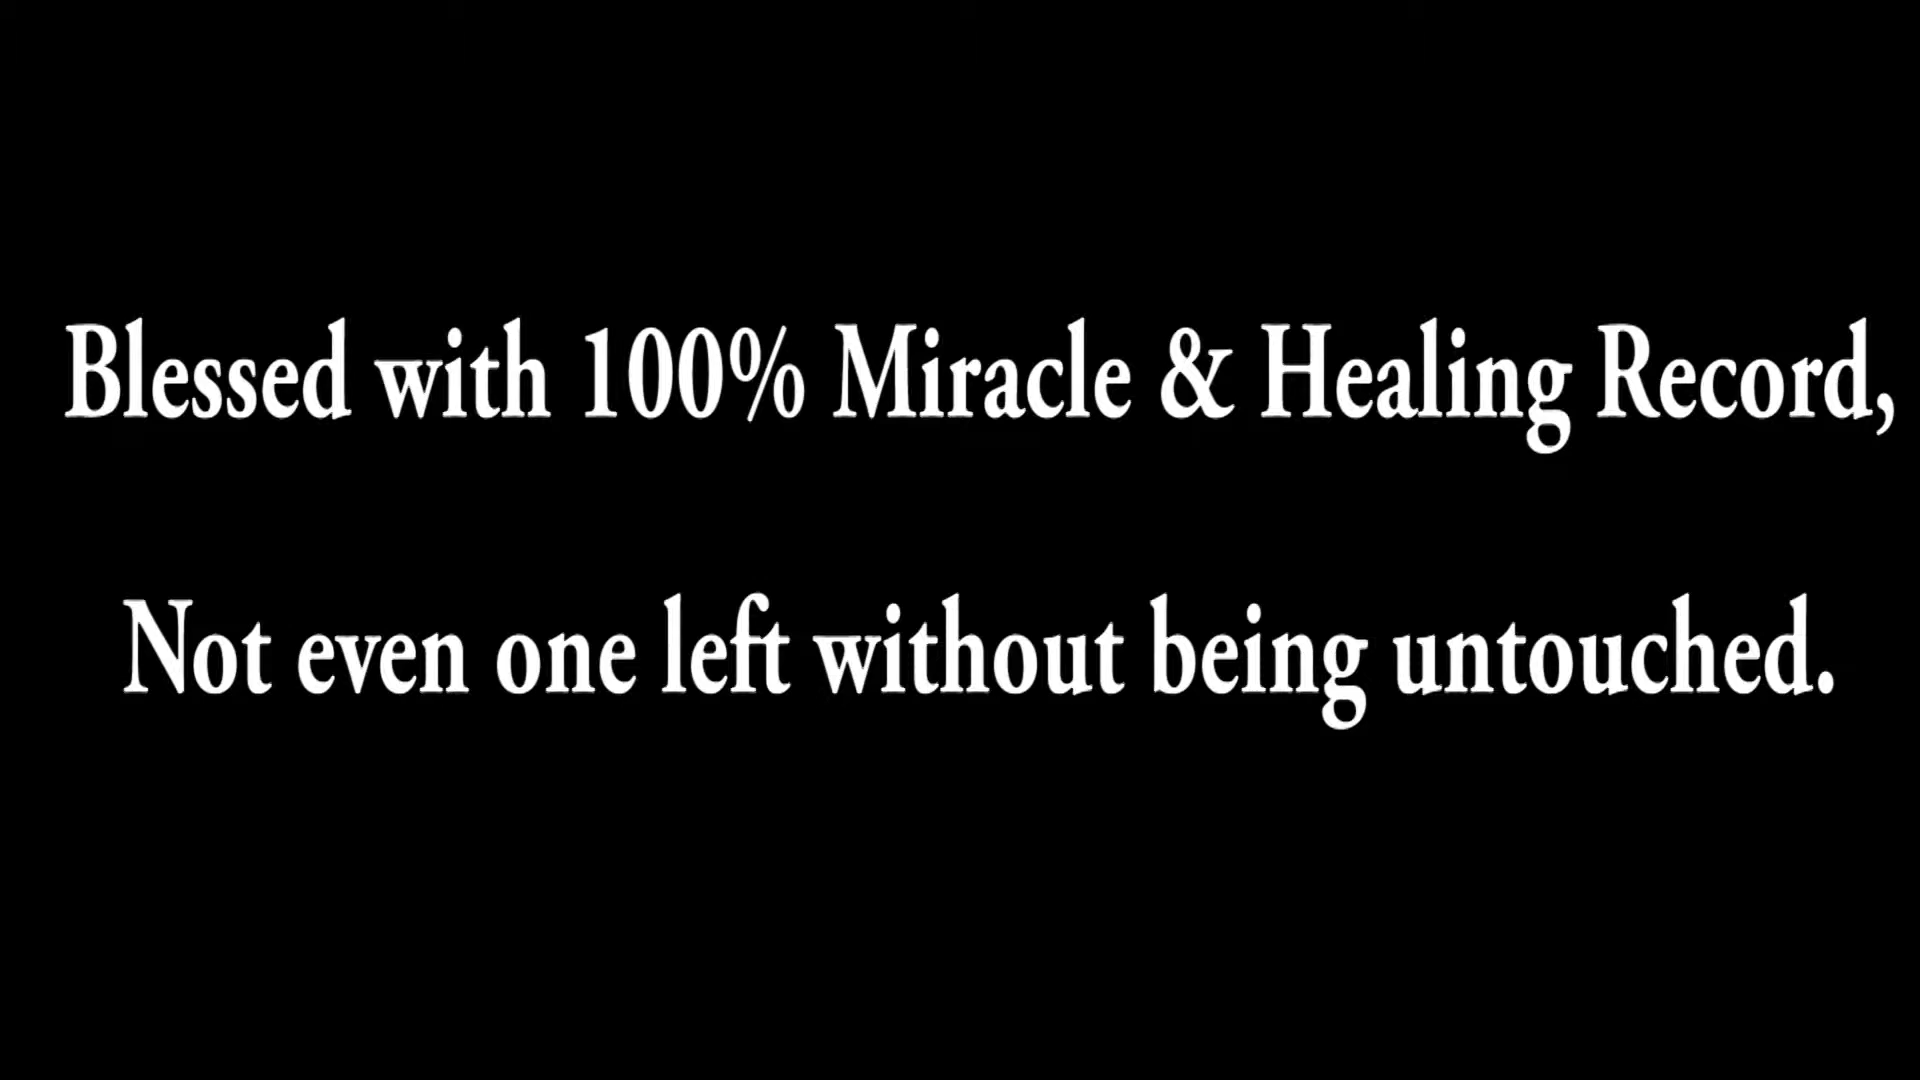 Blessed with 100% Miracle & Healing Record,
Not even one left without being untouched.